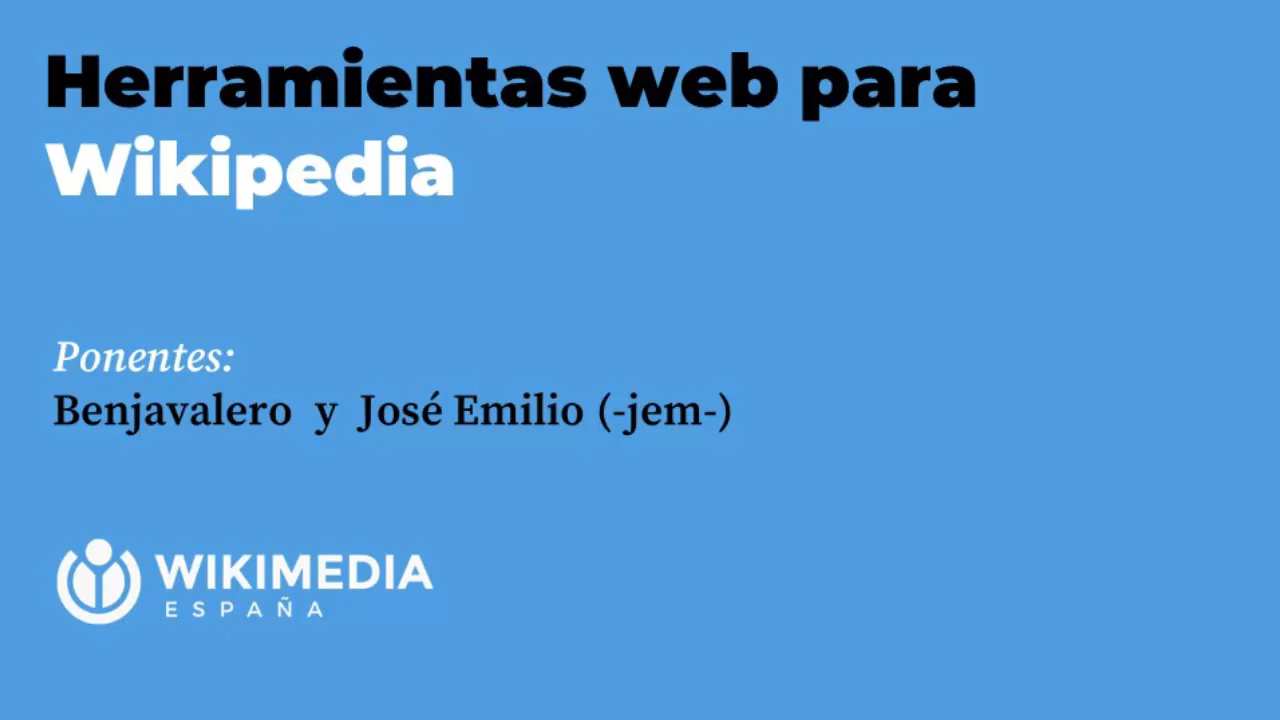 Herramientas web para
Wikipedia
Ponentes:
Benjavalero y José Emilio (-jem-)
WIKIMEDIA
ESPAÑA